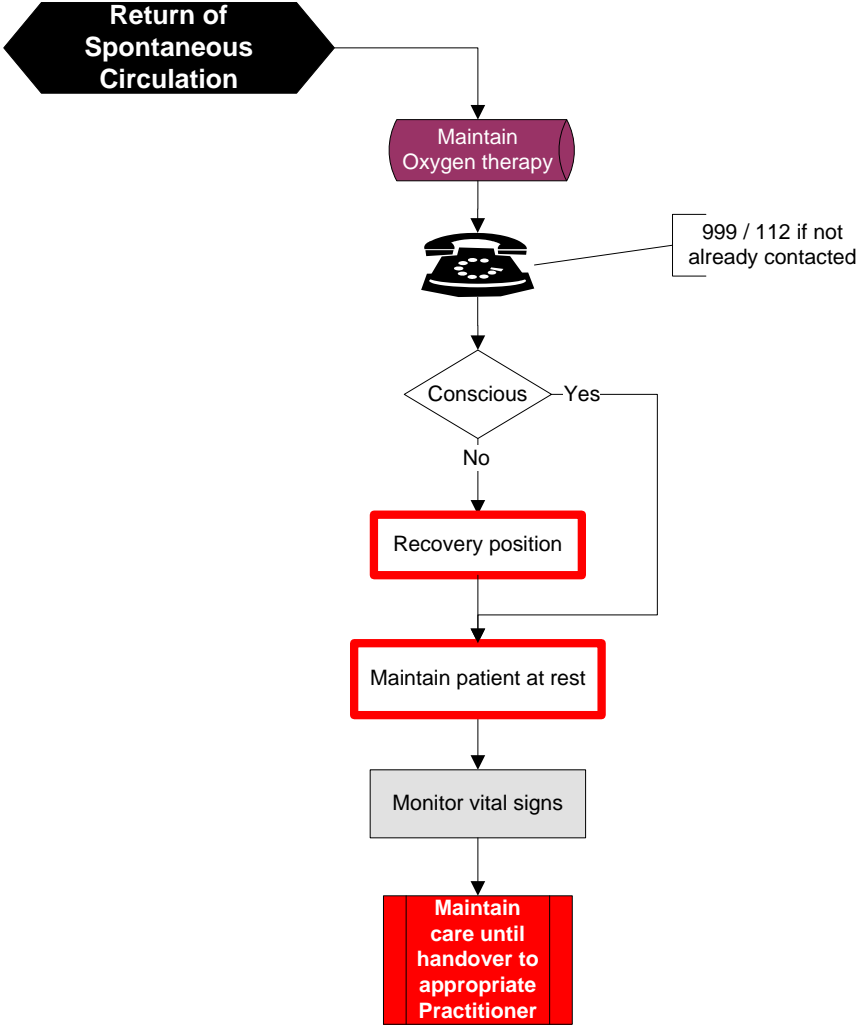 Return of
Spontaneous
Circulation
Maintain
Oxygen therapy
999 / 112 if not
already contacted
Conscious
Yes
No
Recovery position
Maintain patient at rest
Monitor vital signs
Maintain
care until
handover to
appropriate
Practitioner